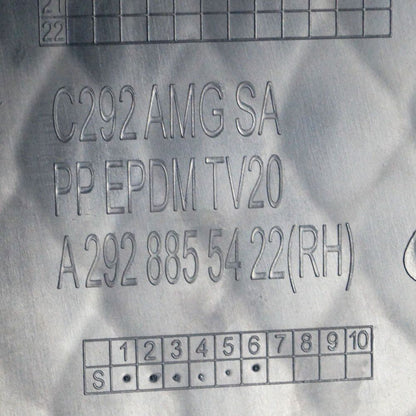 21
22
C292 AMG SA
PP EPDM TV20
A 292 885 54 22(RH)
1 2 3 4 5 6 7 8 9 10
S